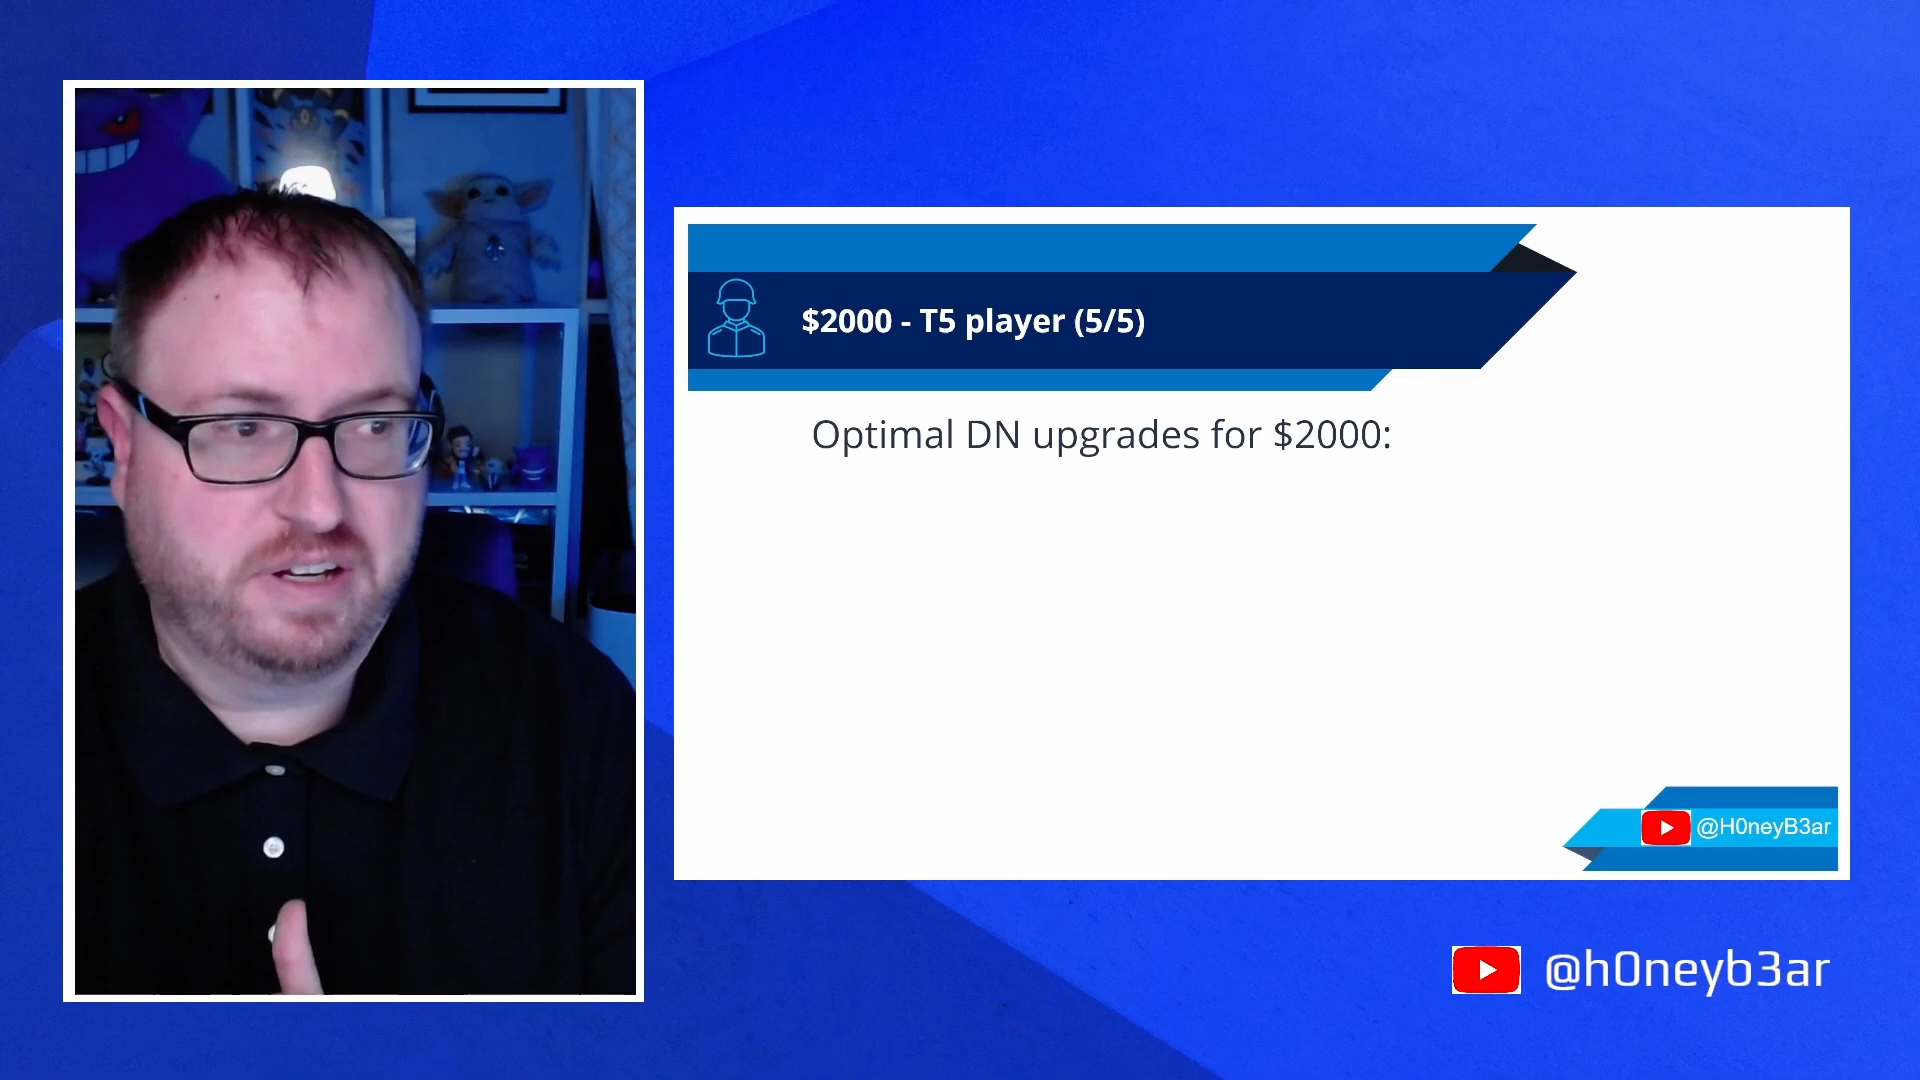 $2000 - T5 player (5/5)
Optimal DN upgrades for $2000:
@H0neyB3ar
@h0neyb3ar